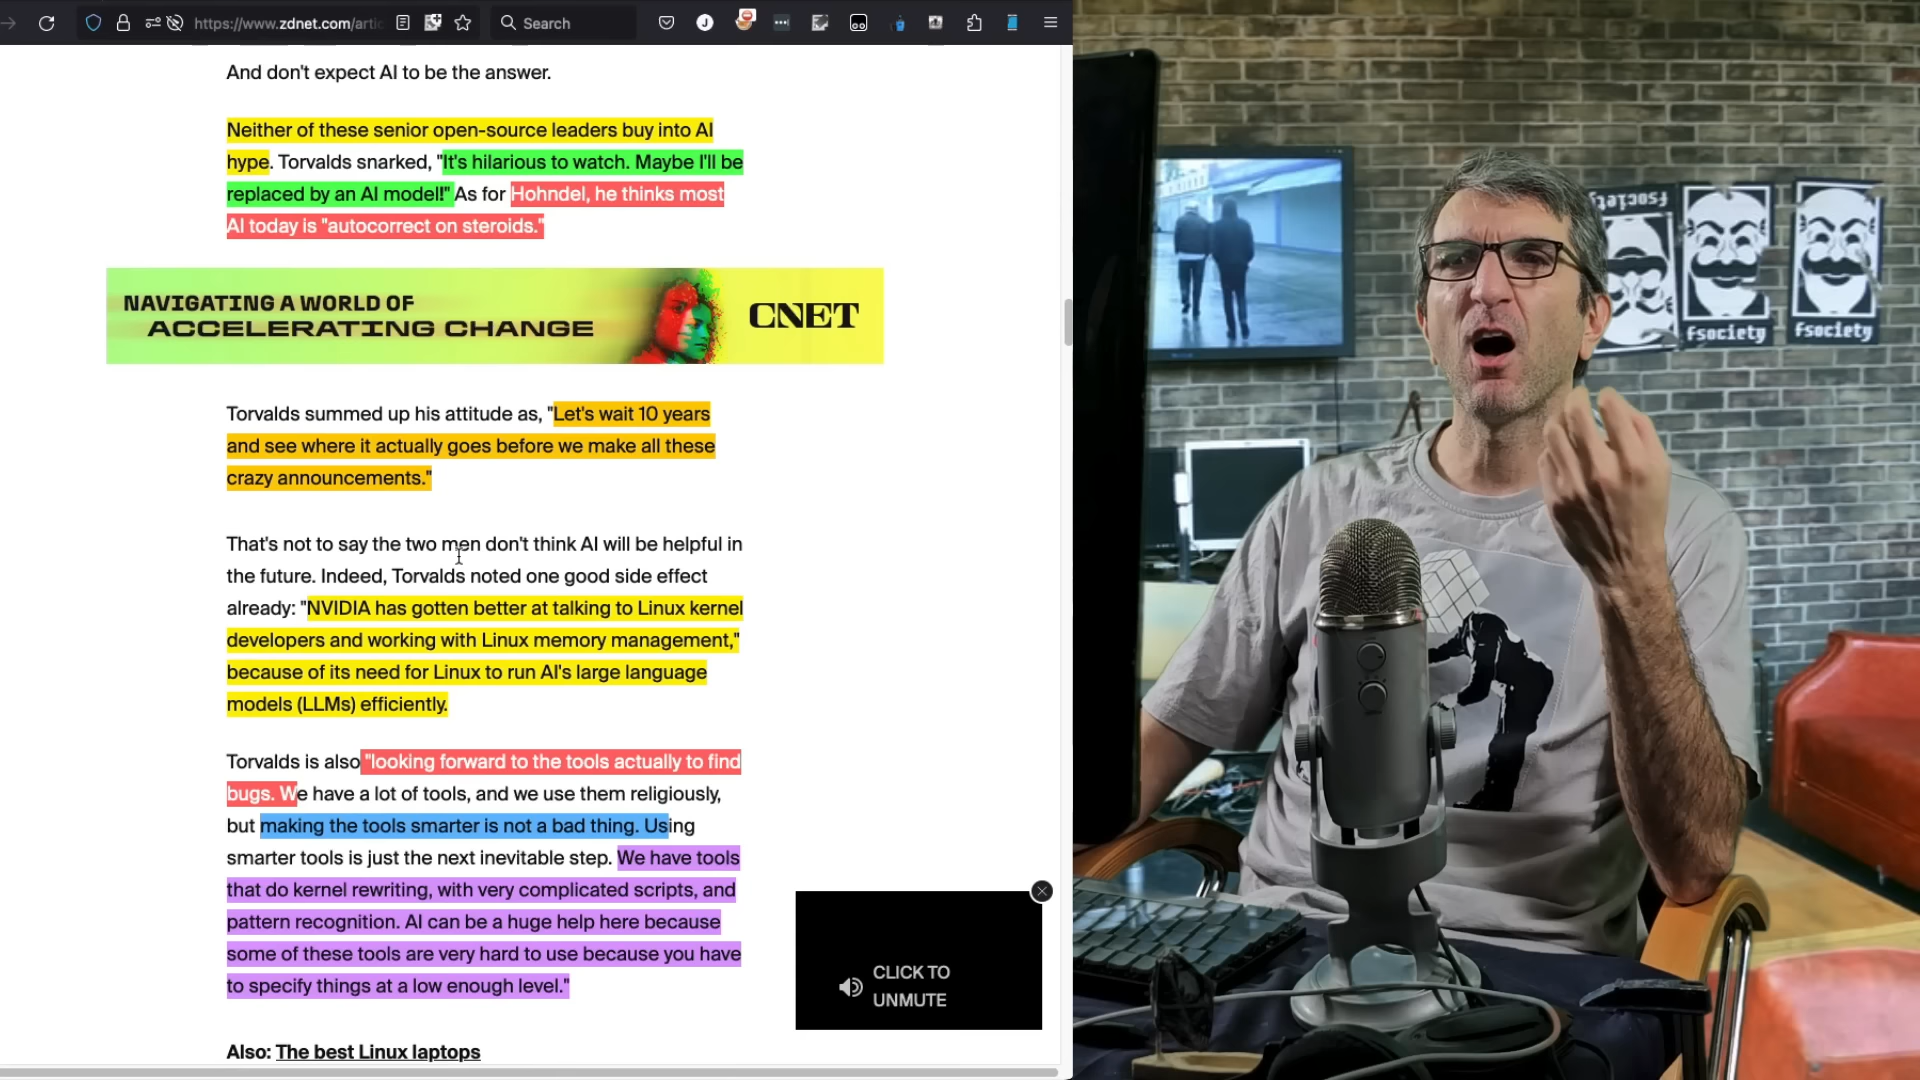 https://www.zdnet.com/artic
Search
And don't expect AI to be the answer.
Neither of these senior open-source leaders buy into AI
hype. Torvalds snarked, "It's hilarious to watch. Maybe I'll be
replaced by an AI model!" As for Hohndel, he thinks most
AI today is "autocorrect on steroids."
NAVIGATING A WORLD OF
ACCELERATING CHANGE
CNET
Torvalds summed up his attitude as, "Let's wait 10 years
and see where it actually goes before we make all these
crazy announcements."
That's not to say the two men don't think AI will be helpful in
the future. Indeed, Torvalds noted one good side effect
already: "NVIDIA has gotten better at talking to Linux kernel
developers and working with Linux memory management,"
because of its need for Linux to run AI's large language
models (LLMs) efficiently.
Torvalds is also "looking forward to the tools actually to find
bugs. We have a lot of tools, and we use them religiously,
but making the tools smarter is not a bad thing. Using
smarter tools is just the next inevitable step. We have tools
that do kernel rewriting, with very complicated scripts, and
pattern recognition. AI can be a huge help here because
some of these tools are very hard to use because you have
to specify things at a low enough level."
CLICK TO
UNMUTE
Also: The best Linux laptops
fsociety
fsociety
fsociety